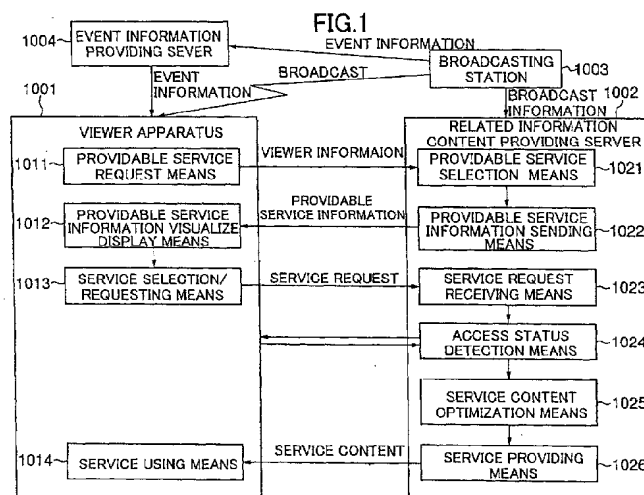 FIG.1
1004
EVENT INFORMATION
PROVIDING SEVER
EVENT INFORMATION
BROADCASTING
STATION
1003
BROADCAST
EVENT
INFORMATION
1001
BROADCAST
INFORMATION
1002
VIEWER APPARATUS
RELATED INFORMATION
CONTENT PROVIDING SERVER
1011
PROVIDABLE SERVICE
REQUEST MEANS
VIEWER INFORMAION
PROVIDABLE SERVICE
SELECTION MEANS
1021
1012
PROVIDABLE SERVICE
INFORMATION VISUALIZE
DISPLAY MEANS
PROVIDABLE
SERVICE INFORMATION
PROVIDABLE SERVICE
INFORMATION SENDING
MEANS
1022
1013
SERVICE SELECTION/
REQUESTING MEANS
SERVICE REQUEST
SERVICE REQUEST
RECEIVING MEANS
1023
ACCESS STATUS
DETECTION MEANS
1024
SERVICE CONTENT
OPTIMIZATION MEANS
1025
1014
SERVICE USING MEANS
SERVICE CONTENT
SERVICE PROVIDING
MEANS
1026